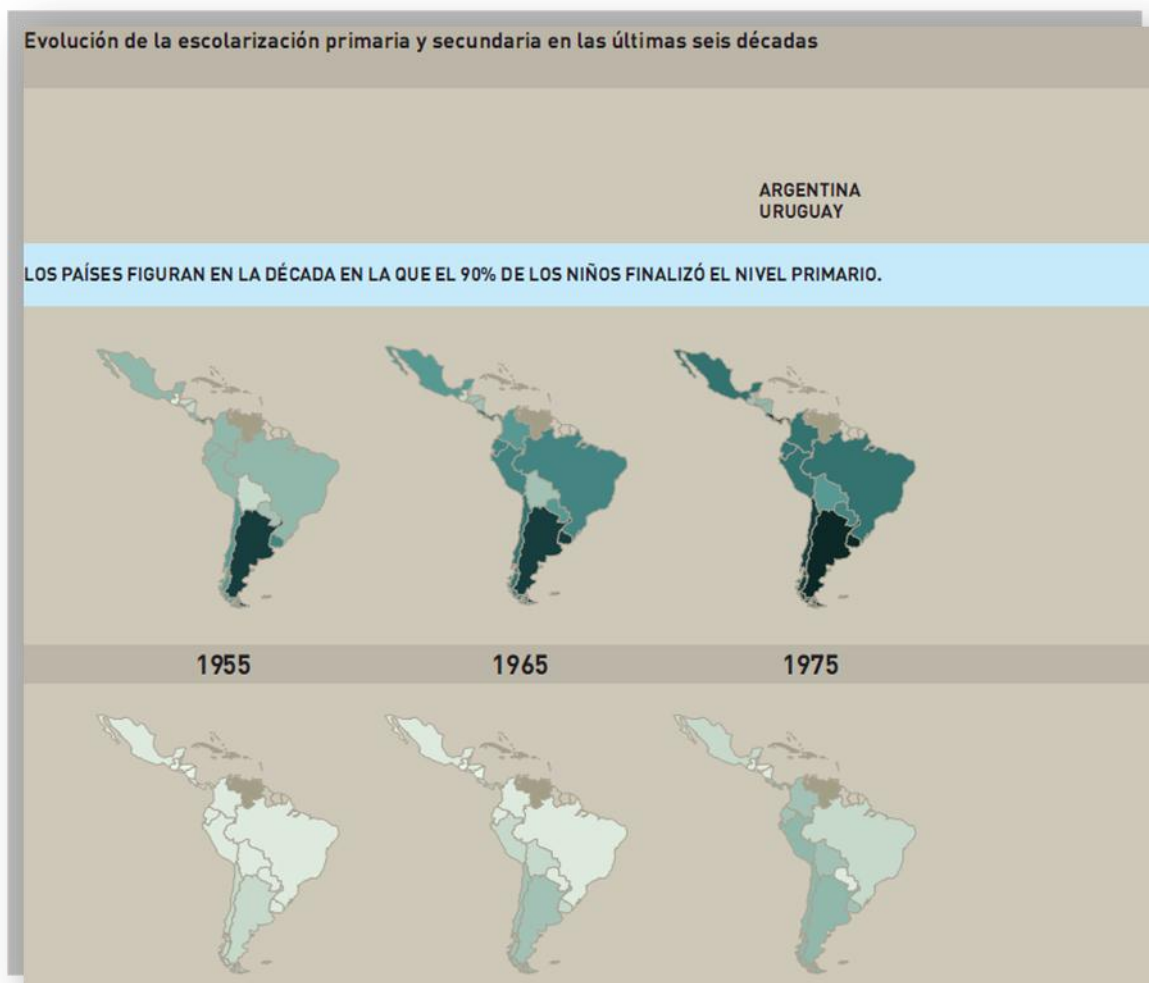 Evolución de la escolarización primaria y secundaria en las últimas seis décadas
ARGENTINA
URUGUAY
LOS PAÍSES FIGURAN EN LA DÉCADA EN LA QUE EL 90% DE LOS NIÑOS FINALIZÓ EL NIVEL PRIMARIO.
1955 1965 1975